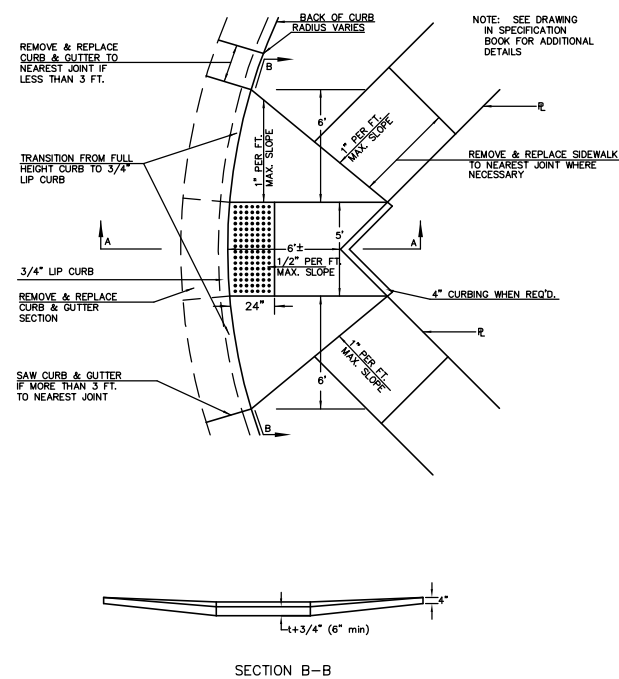 BACK OF CURB
RADIUS VARIES
NOTE: SEE DRAWING
IN SPECIFICATION
BOOK FOR ADDITIONAL
DETAILS
REMOVE & REPLACE
CURB & GUTTER TO
NEAREST JOINT IF
LESS THAN 3 FT.
B
6'
1" PER FT.
MAX. SLOPE
1" PER FT.
MAX. SLOPE
℄
REMOVE & REPLACE SIDEWALK
TO NEAREST JOINT WHERE
NECESSARY
TRANSITION FROM FULL
HEIGHT CURB TO 3/4"
LIP CURB
A
6'±
5'
A
1/2" PER FT.
MAX. SLOPE
3/4" LIP CURB
REMOVE & REPLACE
CURB & GUTTER
SECTION
24"
4" CURBING WHEN REQ'D.
℄
1" PER FT.
MAX. SLOPE
6'
SAW CURB & GUTTER
IF MORE THAN 3 FT.
TO NEAREST JOINT
B
4"
t+3/4" (6" min)
SECTION B-B